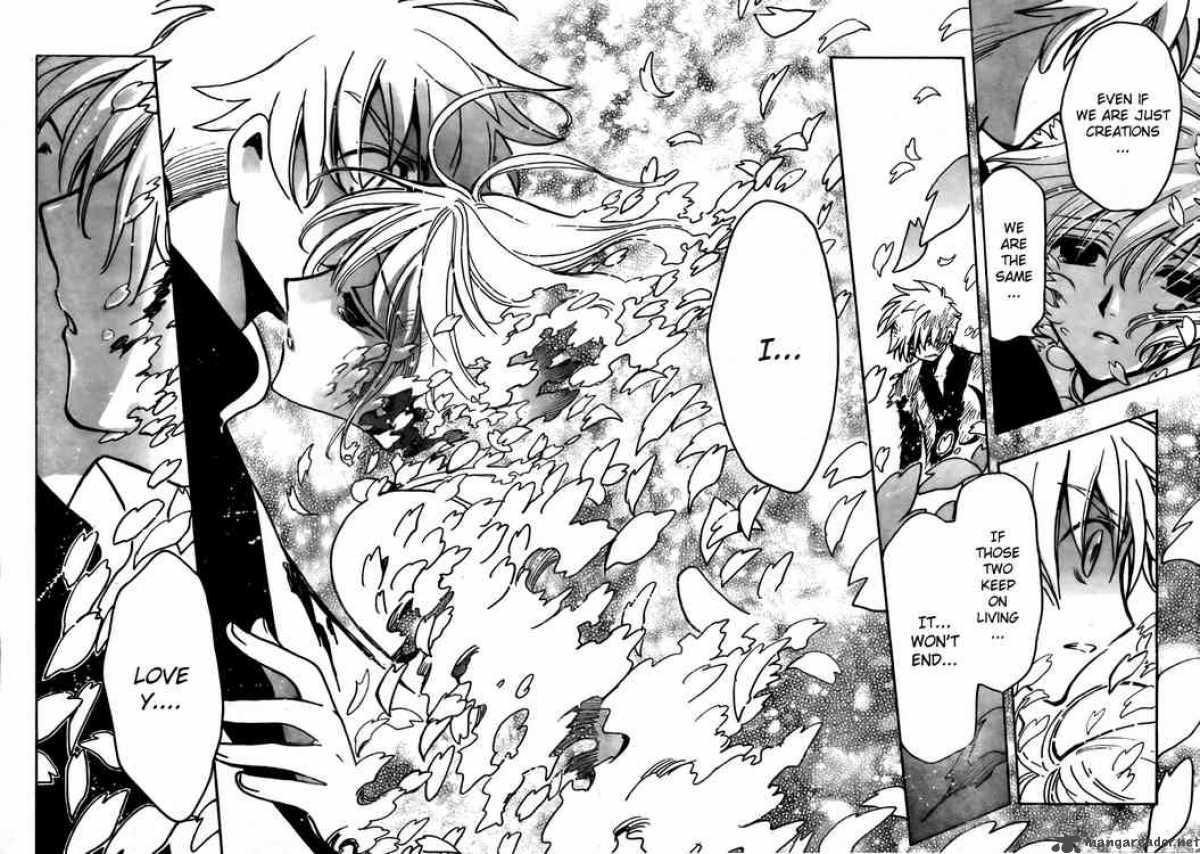 EVEN IF
WE ARE JUST
CREATIONS
...
WE ARE
THE
SAME
...
IF
THOSE
TWO
KEEP
ON
LIVING
...
IT...
WON'T
END...
I...
LOVE
Y....
mangareader.net